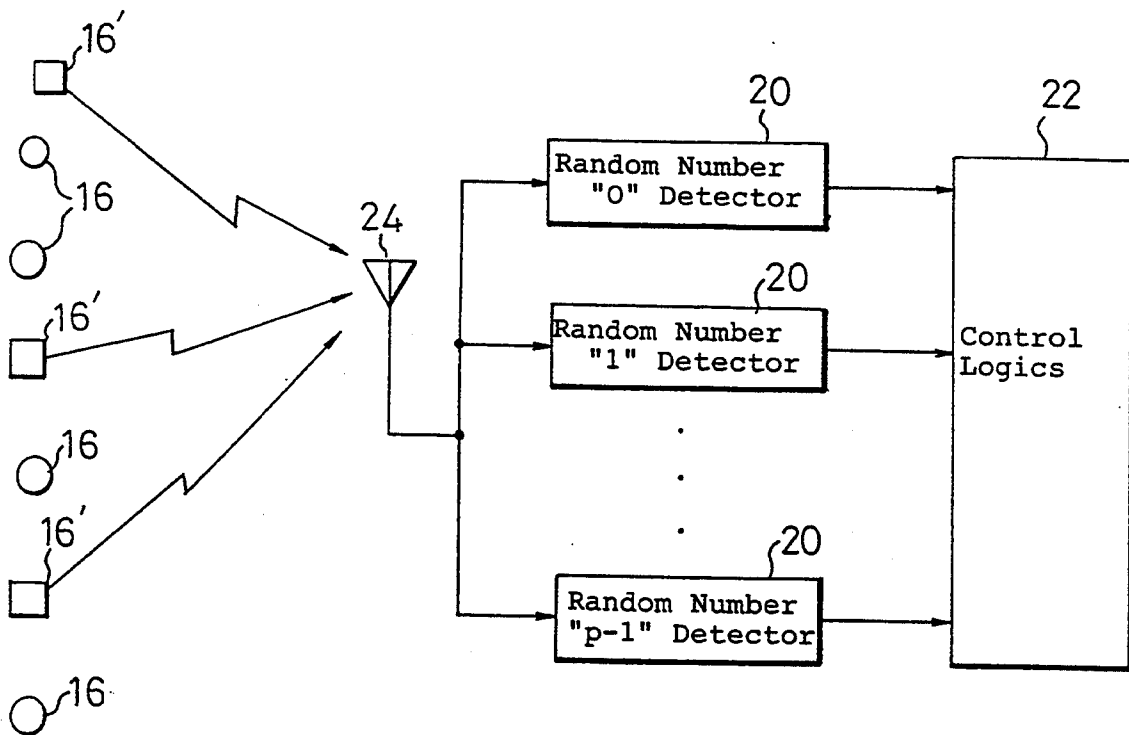 16'
16
24
16'
16
16'
16
20
Random Number
"0" Detector
20
Random Number
"1" Detector
20
Random Number
"p-1" Detector
22
Control
Logics